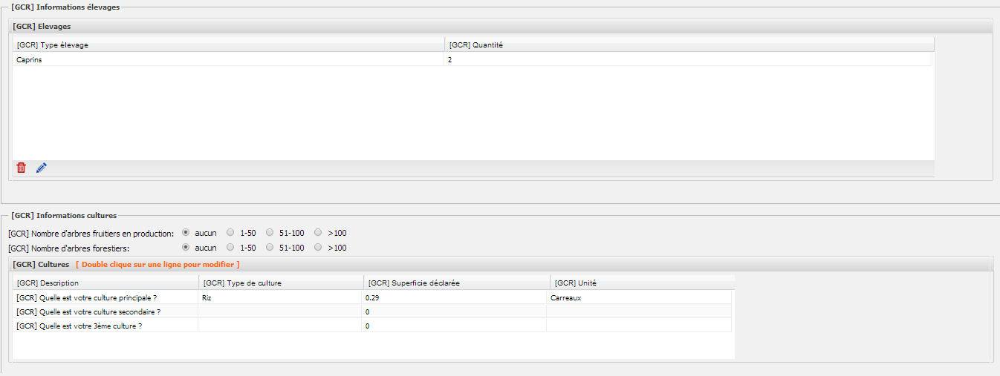 [GCR] Informations élevages
[GCR] Elevages
[GCR] Type élevage [GCR] Quantité
Caprins 2
[GCR] Informations cultures
[GCR] Nombre d'arbres fruitiers en production: aucun 1-50 51-100 >100
[GCR] Nombre d'arbres forestiers: aucun 1-50 51-100 >100
[GCR] Cultures [ Double clique sur une ligne pour modifier ]
[GCR] Description [GCR] Type de culture [GCR] Superficie déclarée [GCR] Unité
[GCR] Quelle est votre culture principale ? Riz 0.29 Carreaux
[GCR] Quelle est votre culture secondaire ? 0
[GCR] Quelle est votre 3ème culture ? 0